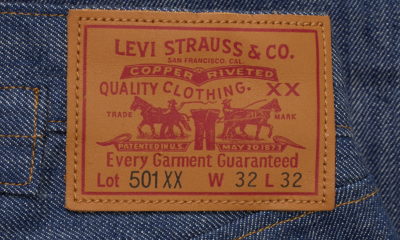 LEVI STRAUSS & CO.
SAN FRANCISCO, CAL.
COPPER RIVETED
QUALITY CLOTHING. XX
TRADE MARK
PATENTED IN U.S. MAY 20 1873
Every Garment Guaranteed
Lot 501XX W 32 L 32